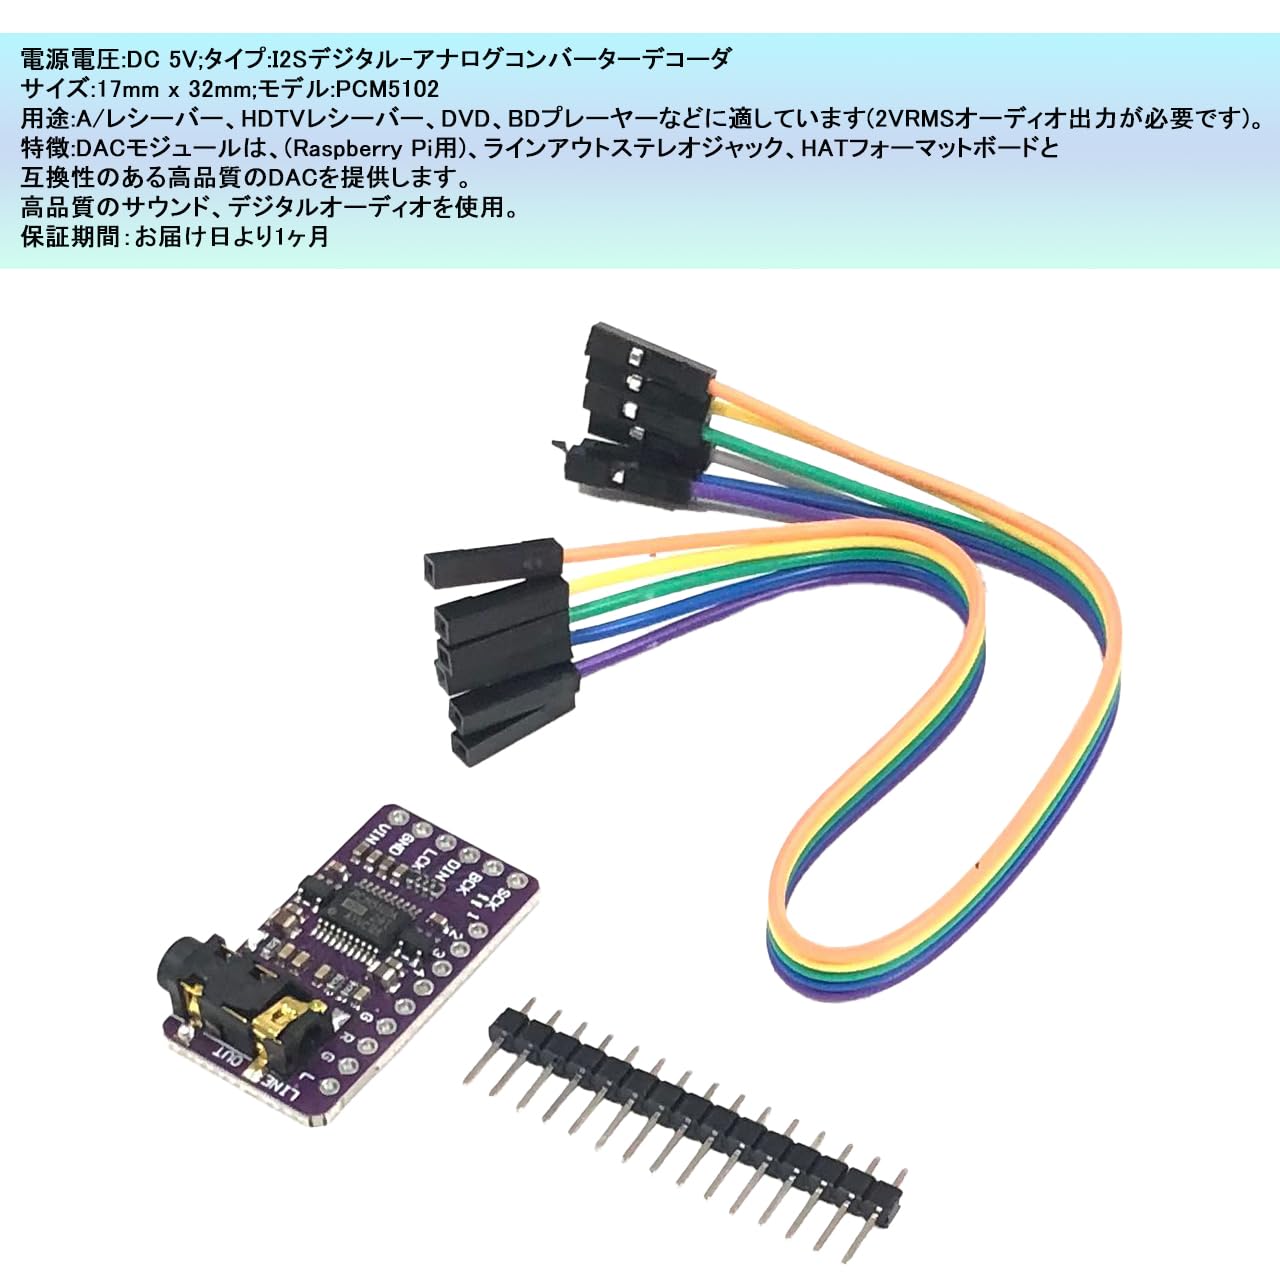 電源電圧:DC 5V;タイプ:I2Sデジタル-アナログコンバーターデコーダ
サイズ:17mm x 32mm;モデル:PCM5102
用途:A/レシーバー、HDTVレシーバー、DVD、BDプレーヤーなどに適しています(2VRMSオーディオ出力が必要です)。
特徴:DACモジュールは、(Raspberry Pi用)、ラインアウトステレオジャック、HATフォーマットボードと
互換性のある高品質のDACを提供します。
高品質のサウンド、デジタルオーディオを使用。
保証期間：お届け日より1ヶ月
VIN
GND
LCK
DIN
BCK
SCK
1
2
3
4
G
R
G
L
LINE OUT